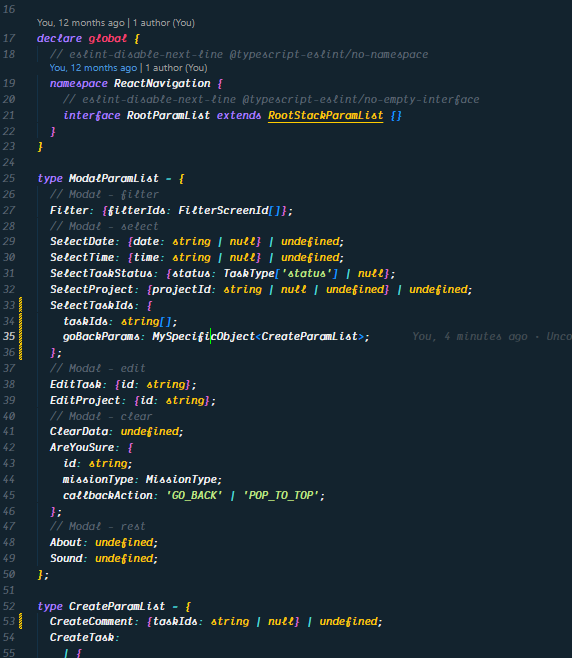 16
You, 12 months ago | 1 author (You)
17 declare global {
18 // eslint-disable-next-line @typescript-eslint/no-namespace
You, 12 months ago | 1 author (You)
19 namespace ReactNavigation {
20 // eslint-disable-next-line @typescript-eslint/no-empty-interface
21 interface RootParamList extends RootStackParamList {}
22 }
23 }
24
25 type ModalParamList = {
26 // Modal - filter
27 Filter: {filterIds: FilterScreenId[]};
28 // Modal - select
29 SelectDate: {date: string | null} | undefined;
30 SelectTime: {time: string | null} | undefined;
31 SelectTaskStatus: {status: TaskType['status'] | null};
32 SelectProject: {projectId: string | null | undefined} | undefined;
33 SelectTaskIds: {
34 taskIds: string[];
35 goBackParams: MySpecificObject<CreateParamList>; You, 4 minutes ago • Unco
36 };
37 // Modal - edit
38 EditTask: {id: string};
39 EditProject: {id: string};
40 // Modal - clear
41 ClearData: undefined;
42 AreYouSure: {
43 id: string;
44 missionType: MissionType;
45 callbackAction: 'GO_BACK' | 'POP_TO_TOP';
46 };
47 // Modal - rest
48 About: undefined;
49 Sound: undefined;
50 };
51
52 type CreateParamList = {
53 CreateComment: {taskIds: string | null} | undefined;
54 CreateTask:
55 | {